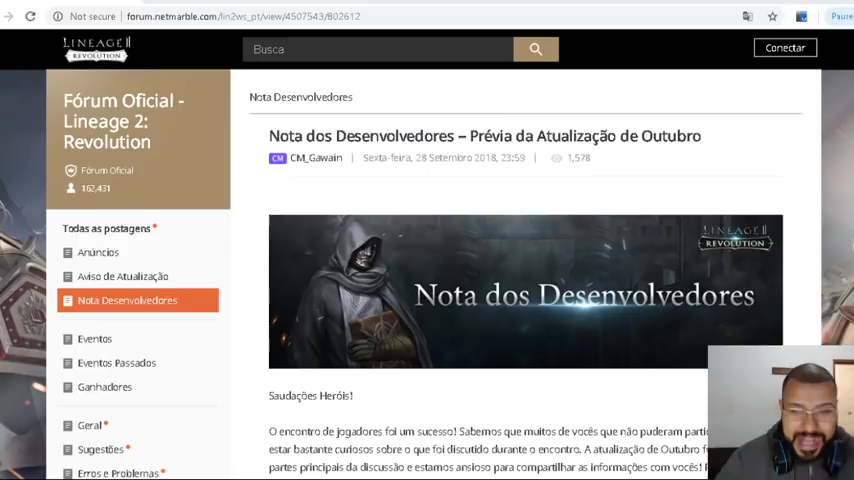 forum.netmarble.com/lin2ws_pt/view/4507543/802612
Pause
LINEAGE II
REVOLUTION
Busca
Conectar
Fórum Oficial -
Lineage 2:
Revolution
Fórum Oficial
162,431
Todas as postagens
Anúncios
Aviso de Atualização
Nota Desenvolvedores
Eventos
Eventos Passados
Ganhadores
Geral
Sugestões
Erros e Problemas
Nota Desenvolvedores
Nota dos Desenvolvedores – Prévia da Atualização de Outubro
CM CM_Gawain | Sexta-feira, 28 Setembro 2018, 23:59 | 1,578
LINEAGE II
REVOLUTION
Nota dos Desenvolvedores
Saudações Heróis!
O encontro de jogadores foi um sucesso! Sabemos que muitos de vocês que não puderam partic
estar bastante curiosos sobre o que foi discutido durante o encontro. A atualização de Outubro f
partes principais da discussão e estamos ansioso para compartilhar as informações com vocês!